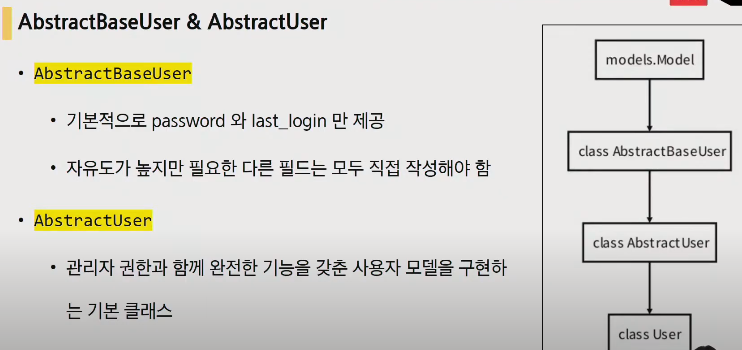 AbstractBaseUser & AbstractUser
• AbstractBaseUser
• 기본적으로 password 와 last_login 만 제공
• 자유도가 높지만 필요한 다른 필드는 모두 직접 작성해야 함
• AbstractUser
• 관리자 권한과 함께 완전한 기능을 갖춘 사용자 모델을 구현하
는 기본 클래스
models.Model
class AbstractBaseUser
class AbstractUser
class User